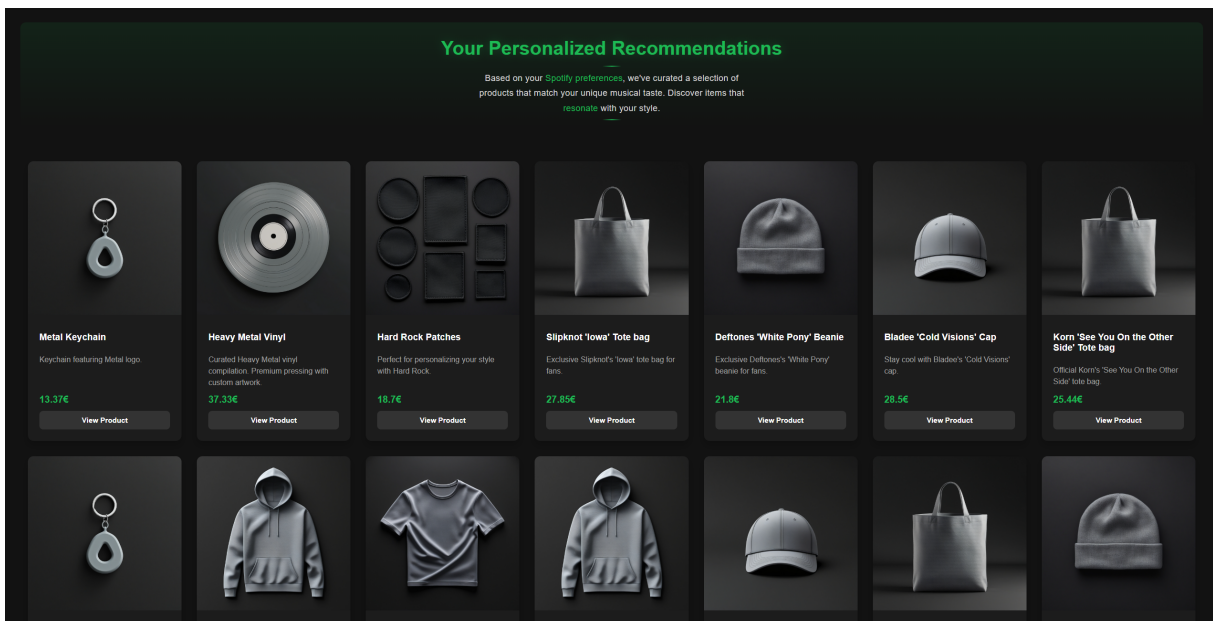 Your Personalized Recommendations
Based on your Spotify preferences, we've curated a selection of
products that match your unique musical taste. Discover items that
resonate with your style.
Metal Keychain
Keychain featuring Metal logo.
13.37€
View Product
Heavy Metal Vinyl
Curated Heavy Metal vinyl
compilation. Premium pressing with
custom artwork.
37.33€
View Product
Hard Rock Patches
Perfect for personalizing your style
with Hard Rock.
18.7€
View Product
Slipknot 'Iowa' Tote bag
Exclusive Slipknot's 'Iowa' tote bag for
fans.
27.85€
View Product
Deftones 'White Pony' Beanie
Exclusive Deftones's 'White Pony'
beanie for fans.
21.8€
View Product
Bladee 'Cold Visions' Cap
Stay cool with Bladee's 'Cold Visions'
cap.
28.5€
View Product
Korn 'See You On the Other
Side' Tote bag
Official Korn's 'See You On the Other
Side' tote bag.
25.44€
View Product